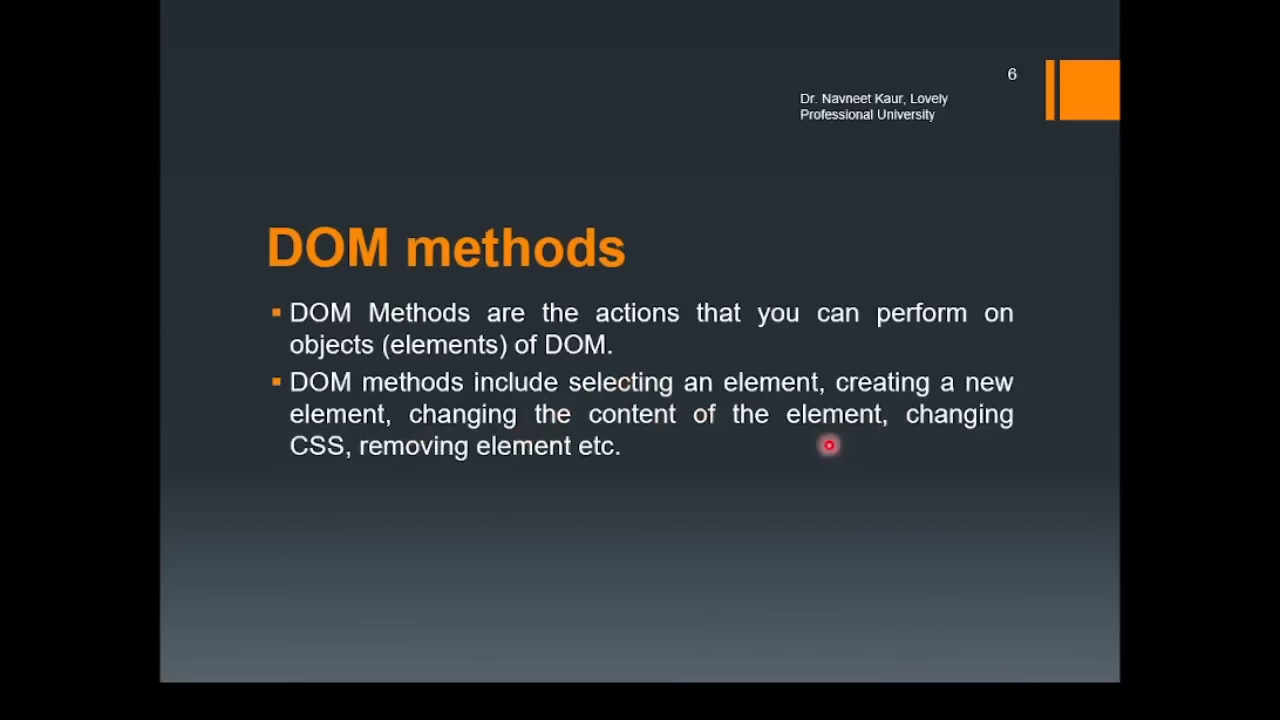 6
Dr. Navneet Kaur, Lovely
Professional University
DOM methods
DOM Methods are the actions that you can perform on
objects (elements) of DOM.
DOM methods include selecting an element, creating a new
element, changing the content of the element, changing
CSS, removing element etc.